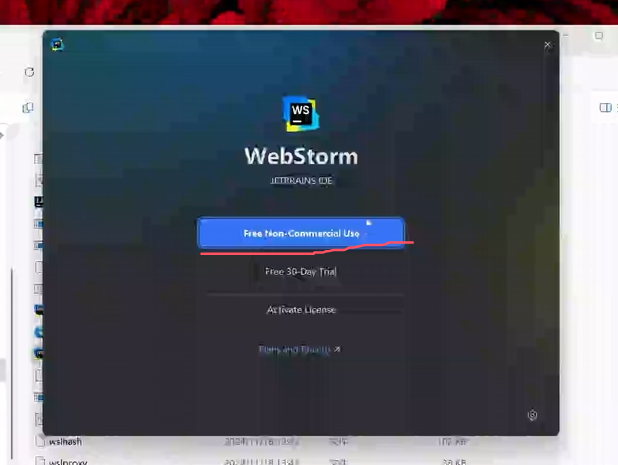 WS
WebStorm
JETBRAINS IDE
Free Non-Commercial Use
Free 30-Day Trial
Activate License
Plans and Pricing ↗
wslhash
wslproxy